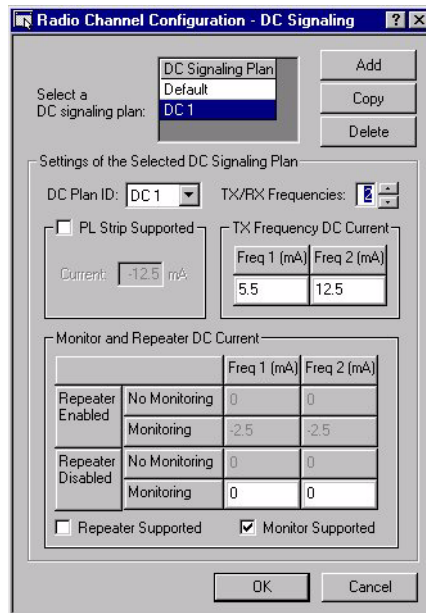 Radio Channel Configuration - DC Signaling
Select a
DC signaling plan:
DC Signaling Plan
Default
DC 1
Add
Copy
Delete
Settings of the Selected DC Signaling Plan
DC Plan ID: DC 1
TX/RX Frequencies: 2
PL Strip Supported
Current: -12.5 mA
TX Frequency DC Current
Freq 1 (mA) Freq 2 (mA)
5.5 12.5
Monitor and Repeater DC Current
Freq 1 (mA) Freq 2 (mA)
Repeater
Enabled
No Monitoring 0 0
Monitoring -2.5 -2.5
Repeater
Disabled
No Monitoring 0 0
Monitoring 0 0
Repeater Supported
Monitor Supported
OK
Cancel